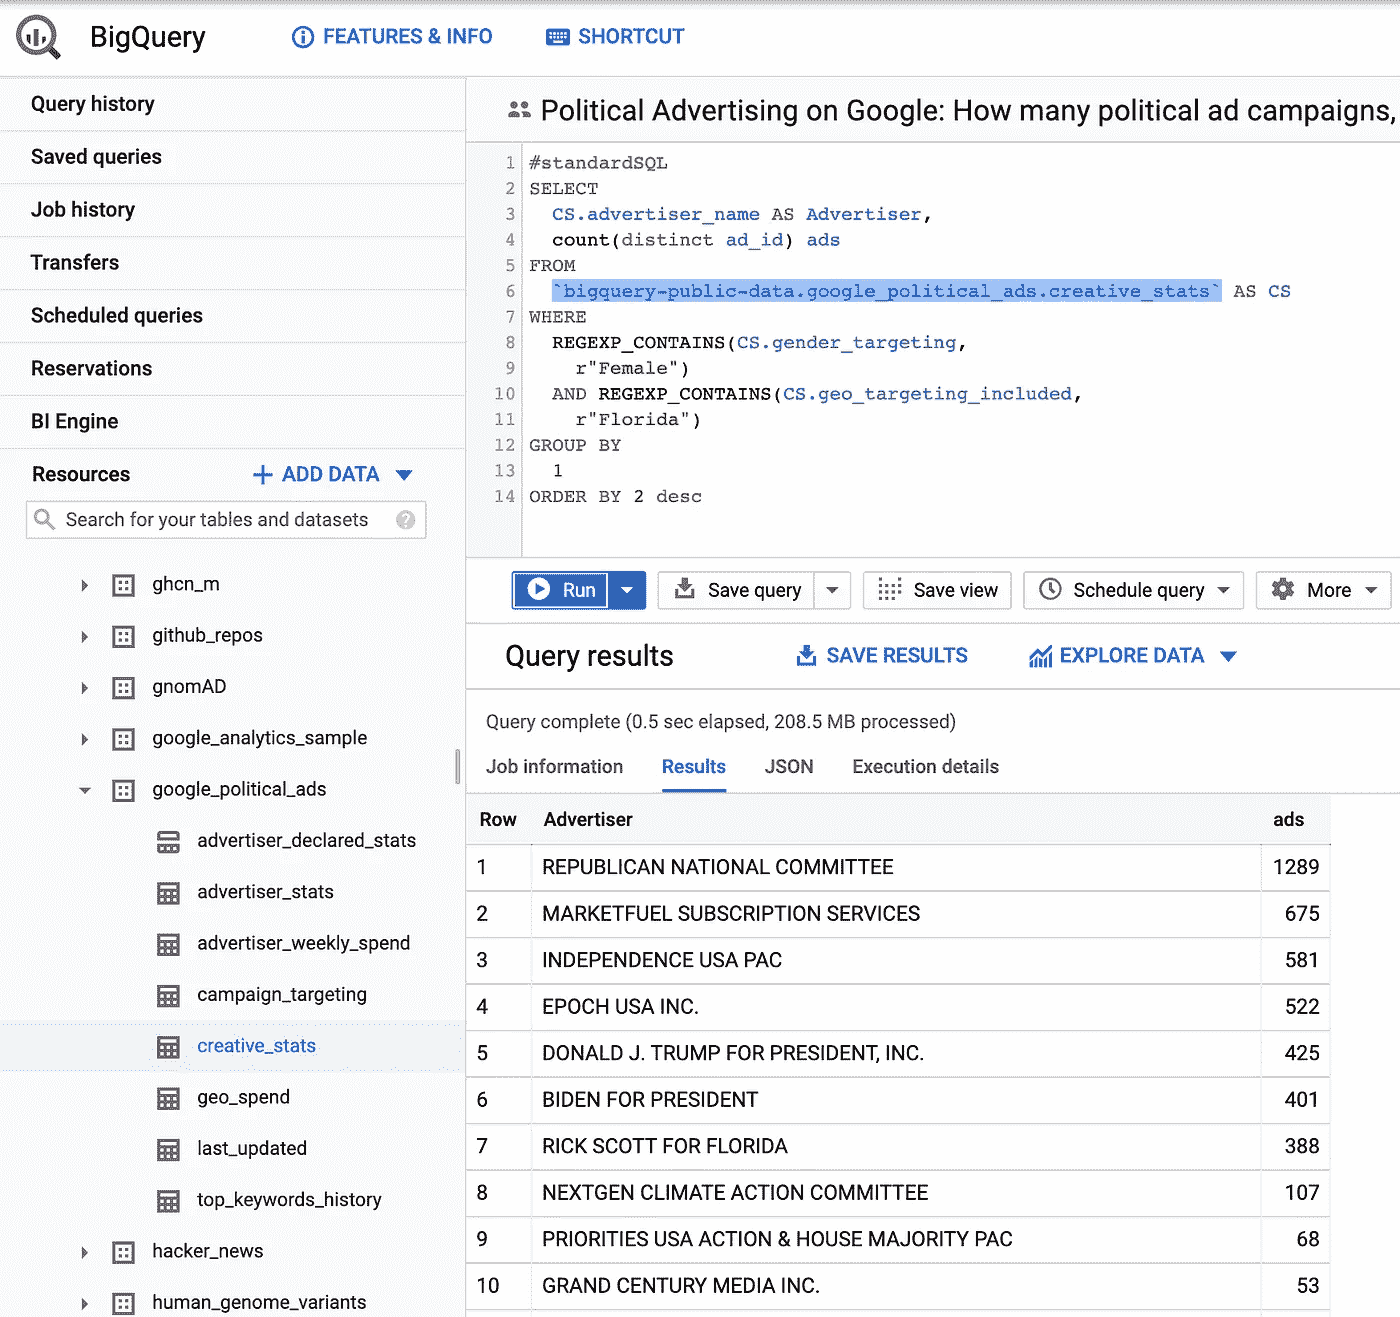 BigQuery FEATURES & INFO SHORTCUT
Query history
Saved queries
Job history
Transfers
Scheduled queries
Reservations
BI Engine
Resources ADD DATA
Search for your tables and datasets
ghcn_m
github_repos
gnomAD
google_analytics_sample
google_political_ads
advertiser_declared_stats
advertiser_stats
advertiser_weekly_spend
campaign_targeting
creative_stats
geo_spend
last_updated
top_keywords_history
hacker_news
human_genome_variants
Political Advertising on Google: How many political ad campaigns,
1 #standardSQL
2 SELECT
3 CS.advertiser_name AS Advertiser,
4 count(distinct ad_id) ads
5 FROM
6 `bigquery-public-data.google_political_ads.creative_stats` AS CS
7 WHERE
8 REGEXP_CONTAINS(CS.gender_targeting,
9 r"Female")
10 AND REGEXP_CONTAINS(CS.geo_targeting_included,
11 r"Florida")
12 GROUP BY
13 1
14 ORDER BY 2 desc
Run Save query Save view Schedule query More
Query results SAVE RESULTS EXPLORE DATA
Query complete (0.5 sec elapsed, 208.5 MB processed)
Job information Results JSON Execution details
Row Advertiser ads
1 REPUBLICAN NATIONAL COMMITTEE 1289
2 MARKETFUEL SUBSCRIPTION SERVICES 675
3 INDEPENDENCE USA PAC 581
4 EPOCH USA INC. 522
5 DONALD J. TRUMP FOR PRESIDENT, INC. 425
6 BIDEN FOR PRESIDENT 401
7 RICK SCOTT FOR FLORIDA 388
8 NEXTGEN CLIMATE ACTION COMMITTEE 107
9 PRIORITIES USA ACTION & HOUSE MAJORITY PAC 68
10 GRAND CENTURY MEDIA INC. 53